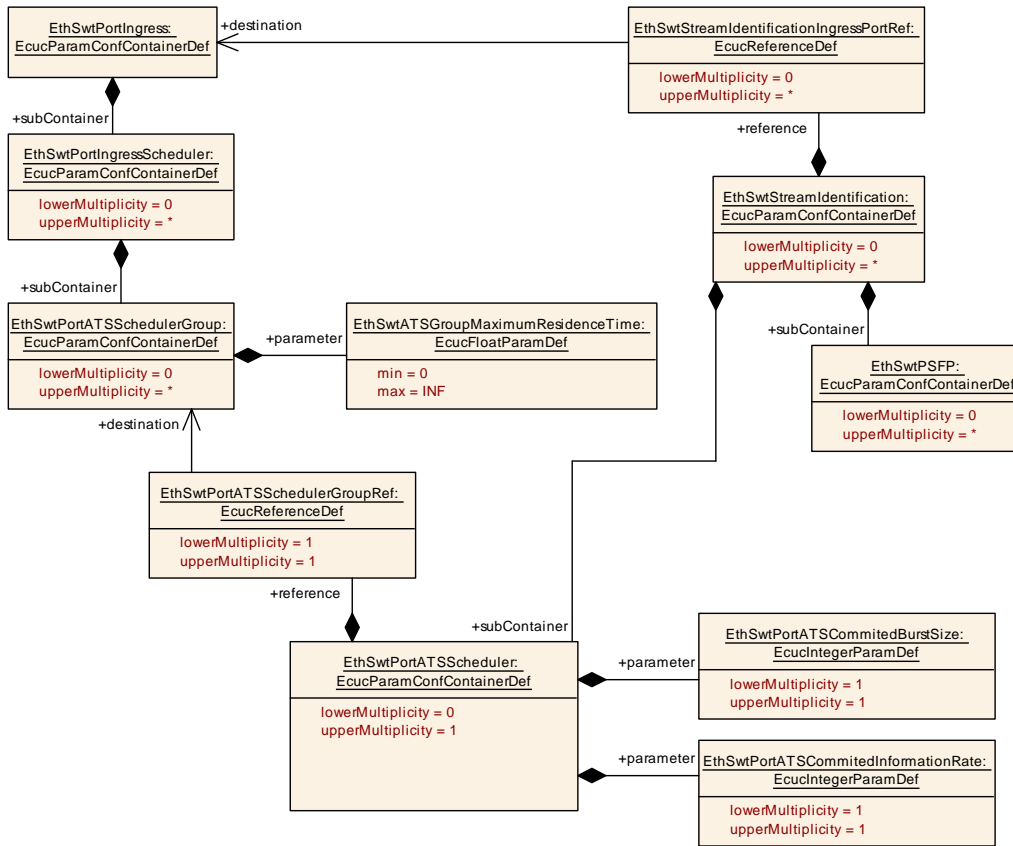 EthSwtPortIngress:
EcucParamConfContainerDef
+destination
EthSwtStreamIdentificationIngressPortRef:
EcucReferenceDef
lowerMultiplicity = 0
upperMultiplicity = *
+subContainer
+reference
EthSwtPortIngressScheduler:
EcucParamConfContainerDef
lowerMultiplicity = 0
upperMultiplicity = *
EthSwtStreamIdentification:
EcucParamConfContainerDef
lowerMultiplicity = 0
upperMultiplicity = *
+subContainer
EthSwtPortATSSchedulerGroup:
EcucParamConfContainerDef
lowerMultiplicity = 0
upperMultiplicity = *
+parameter
EthSwtATSGroupMaximumResidenceTime:
EcucFloatParamDef
min = 0
max = INF
+subContainer
EthSwtPSFP:
EcucParamConfContainerDef
lowerMultiplicity = 0
upperMultiplicity = *
+destination
EthSwtPortATSSchedulerGroupRef:
EcucReferenceDef
lowerMultiplicity = 1
upperMultiplicity = 1
+reference
+subContainer
EthSwtPortATSScheduler:
EcucParamConfContainerDef
lowerMultiplicity = 0
upperMultiplicity = 1
+parameter
EthSwtPortATSCommitedBurstSize:
EcucIntegerParamDef
lowerMultiplicity = 1
upperMultiplicity = 1
+parameter
EthSwtPortATSCommitedInformationRate:
EcucIntegerParamDef
lowerMultiplicity = 1
upperMultiplicity = 1